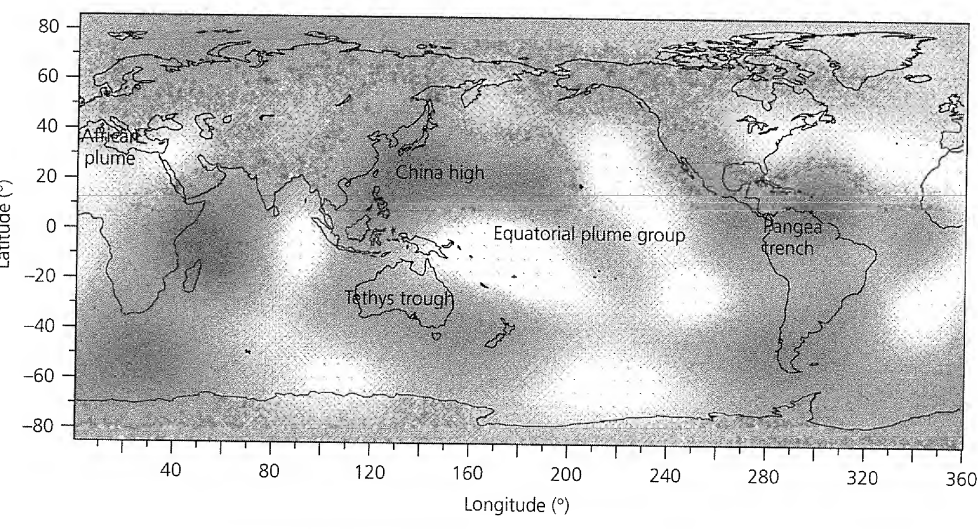 80
60
40
20
0
−20
−40
−60
−80
Latitude (°)
African
plume
China high
Equatorial plume group
Pangea
trench
Tethys trough
40
80
120
160
200
240
280
320
360
Longitude (°)